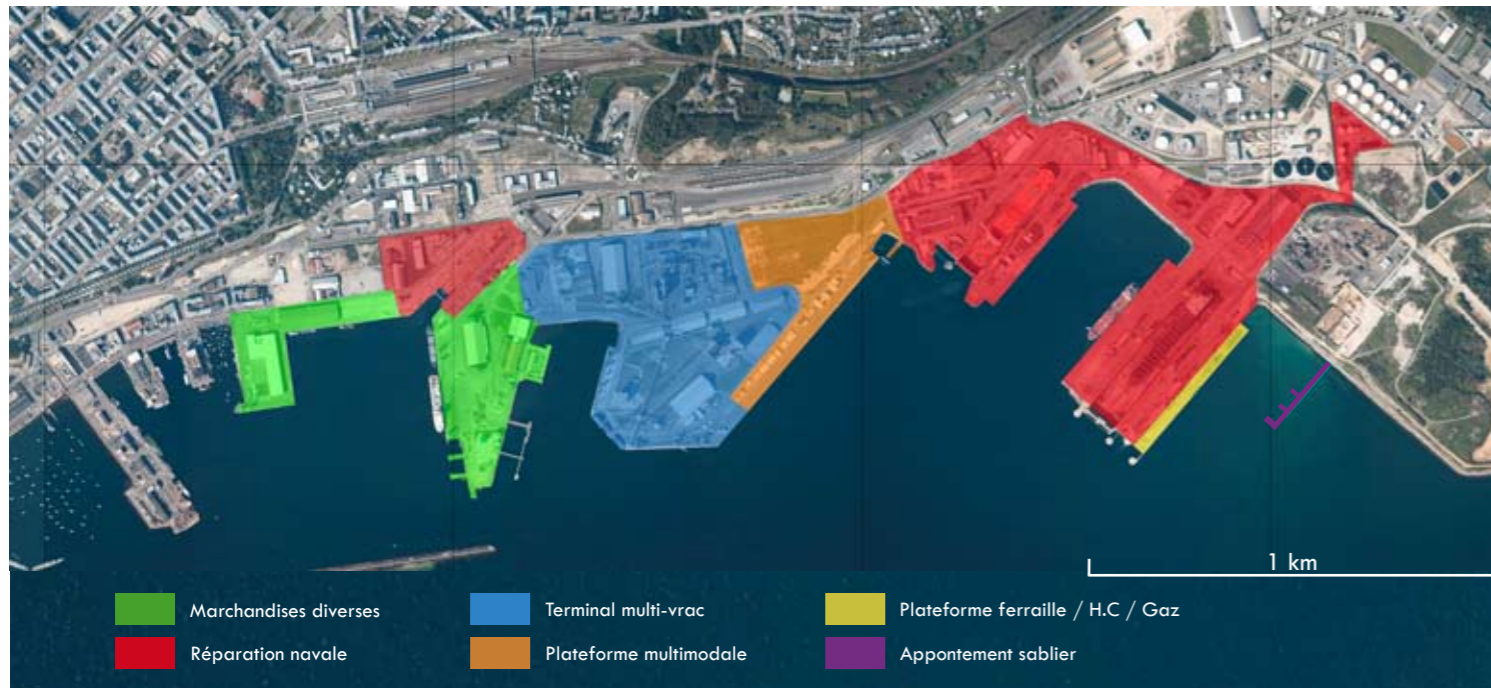 1 km
Marchandises diverses
Terminal multi-vrac
Plateforme ferraille / H.C / Gaz
Réparation navale
Plateforme multimodale
Appontement sablier